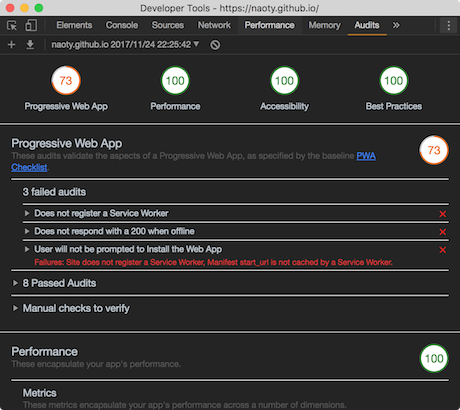 Developer Tools - https://naoty.github.io/
Elements Console Sources Network Performance Memory Audits »
naoty.github.io 2017/11/24 22:25:42
73 100 100 100
Progressive Web App Performance Accessibility Best Practices
Progressive Web App 73
These audits validate the aspects of a Progressive Web App, as specified by the baseline PWA
Checklist.
3 failed audits
Does not register a Service Worker
Does not respond with a 200 when offline
User will not be prompted to Install the Web App
Failures: Site does not register a Service Worker, Manifest start_url is not cached by a Service Worker.
8 Passed Audits
Manual checks to verify
Performance 100
These encapsulate your app's performance.
Metrics
These metrics encapsulate your app's performance across a number of dimensions.